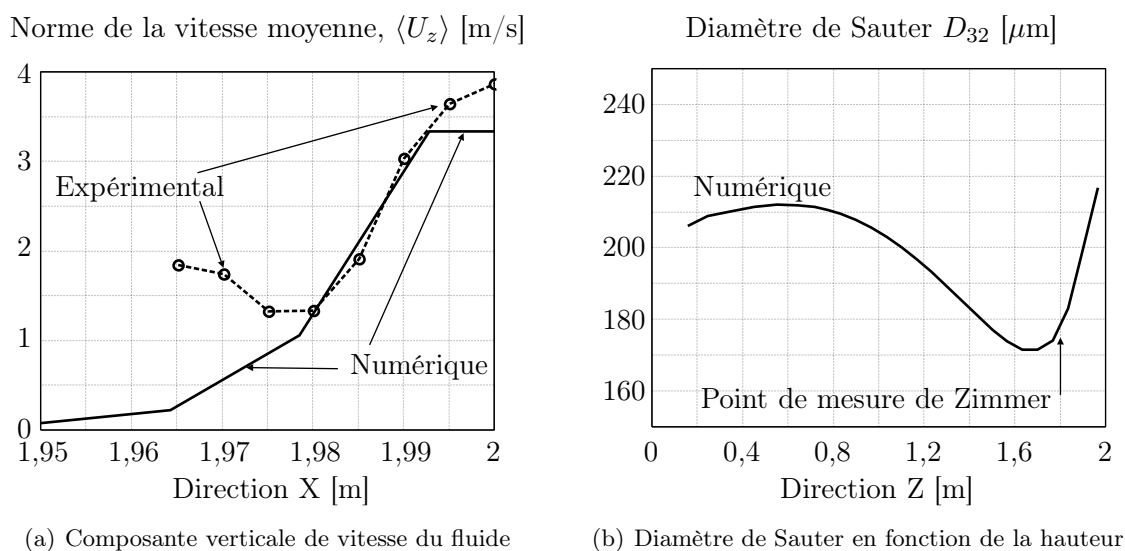 Norme de la vitesse moyenne, ⟨U_z⟩ [m/s]
4
3
2
1
0
Expérimental
Numérique
1,95 1,96 1,97 1,98 1,99 2
Direction X [m]
(a) Composante verticale de vitesse du fluide
Diamètre de Sauter D_32 [μm]
240
220
200
180
160
Numérique
Point de mesure de Zimmer
0 0,4 0,8 1,2 1,6 2
Direction Z [m]
(b) Diamètre de Sauter en fonction de la hauteur